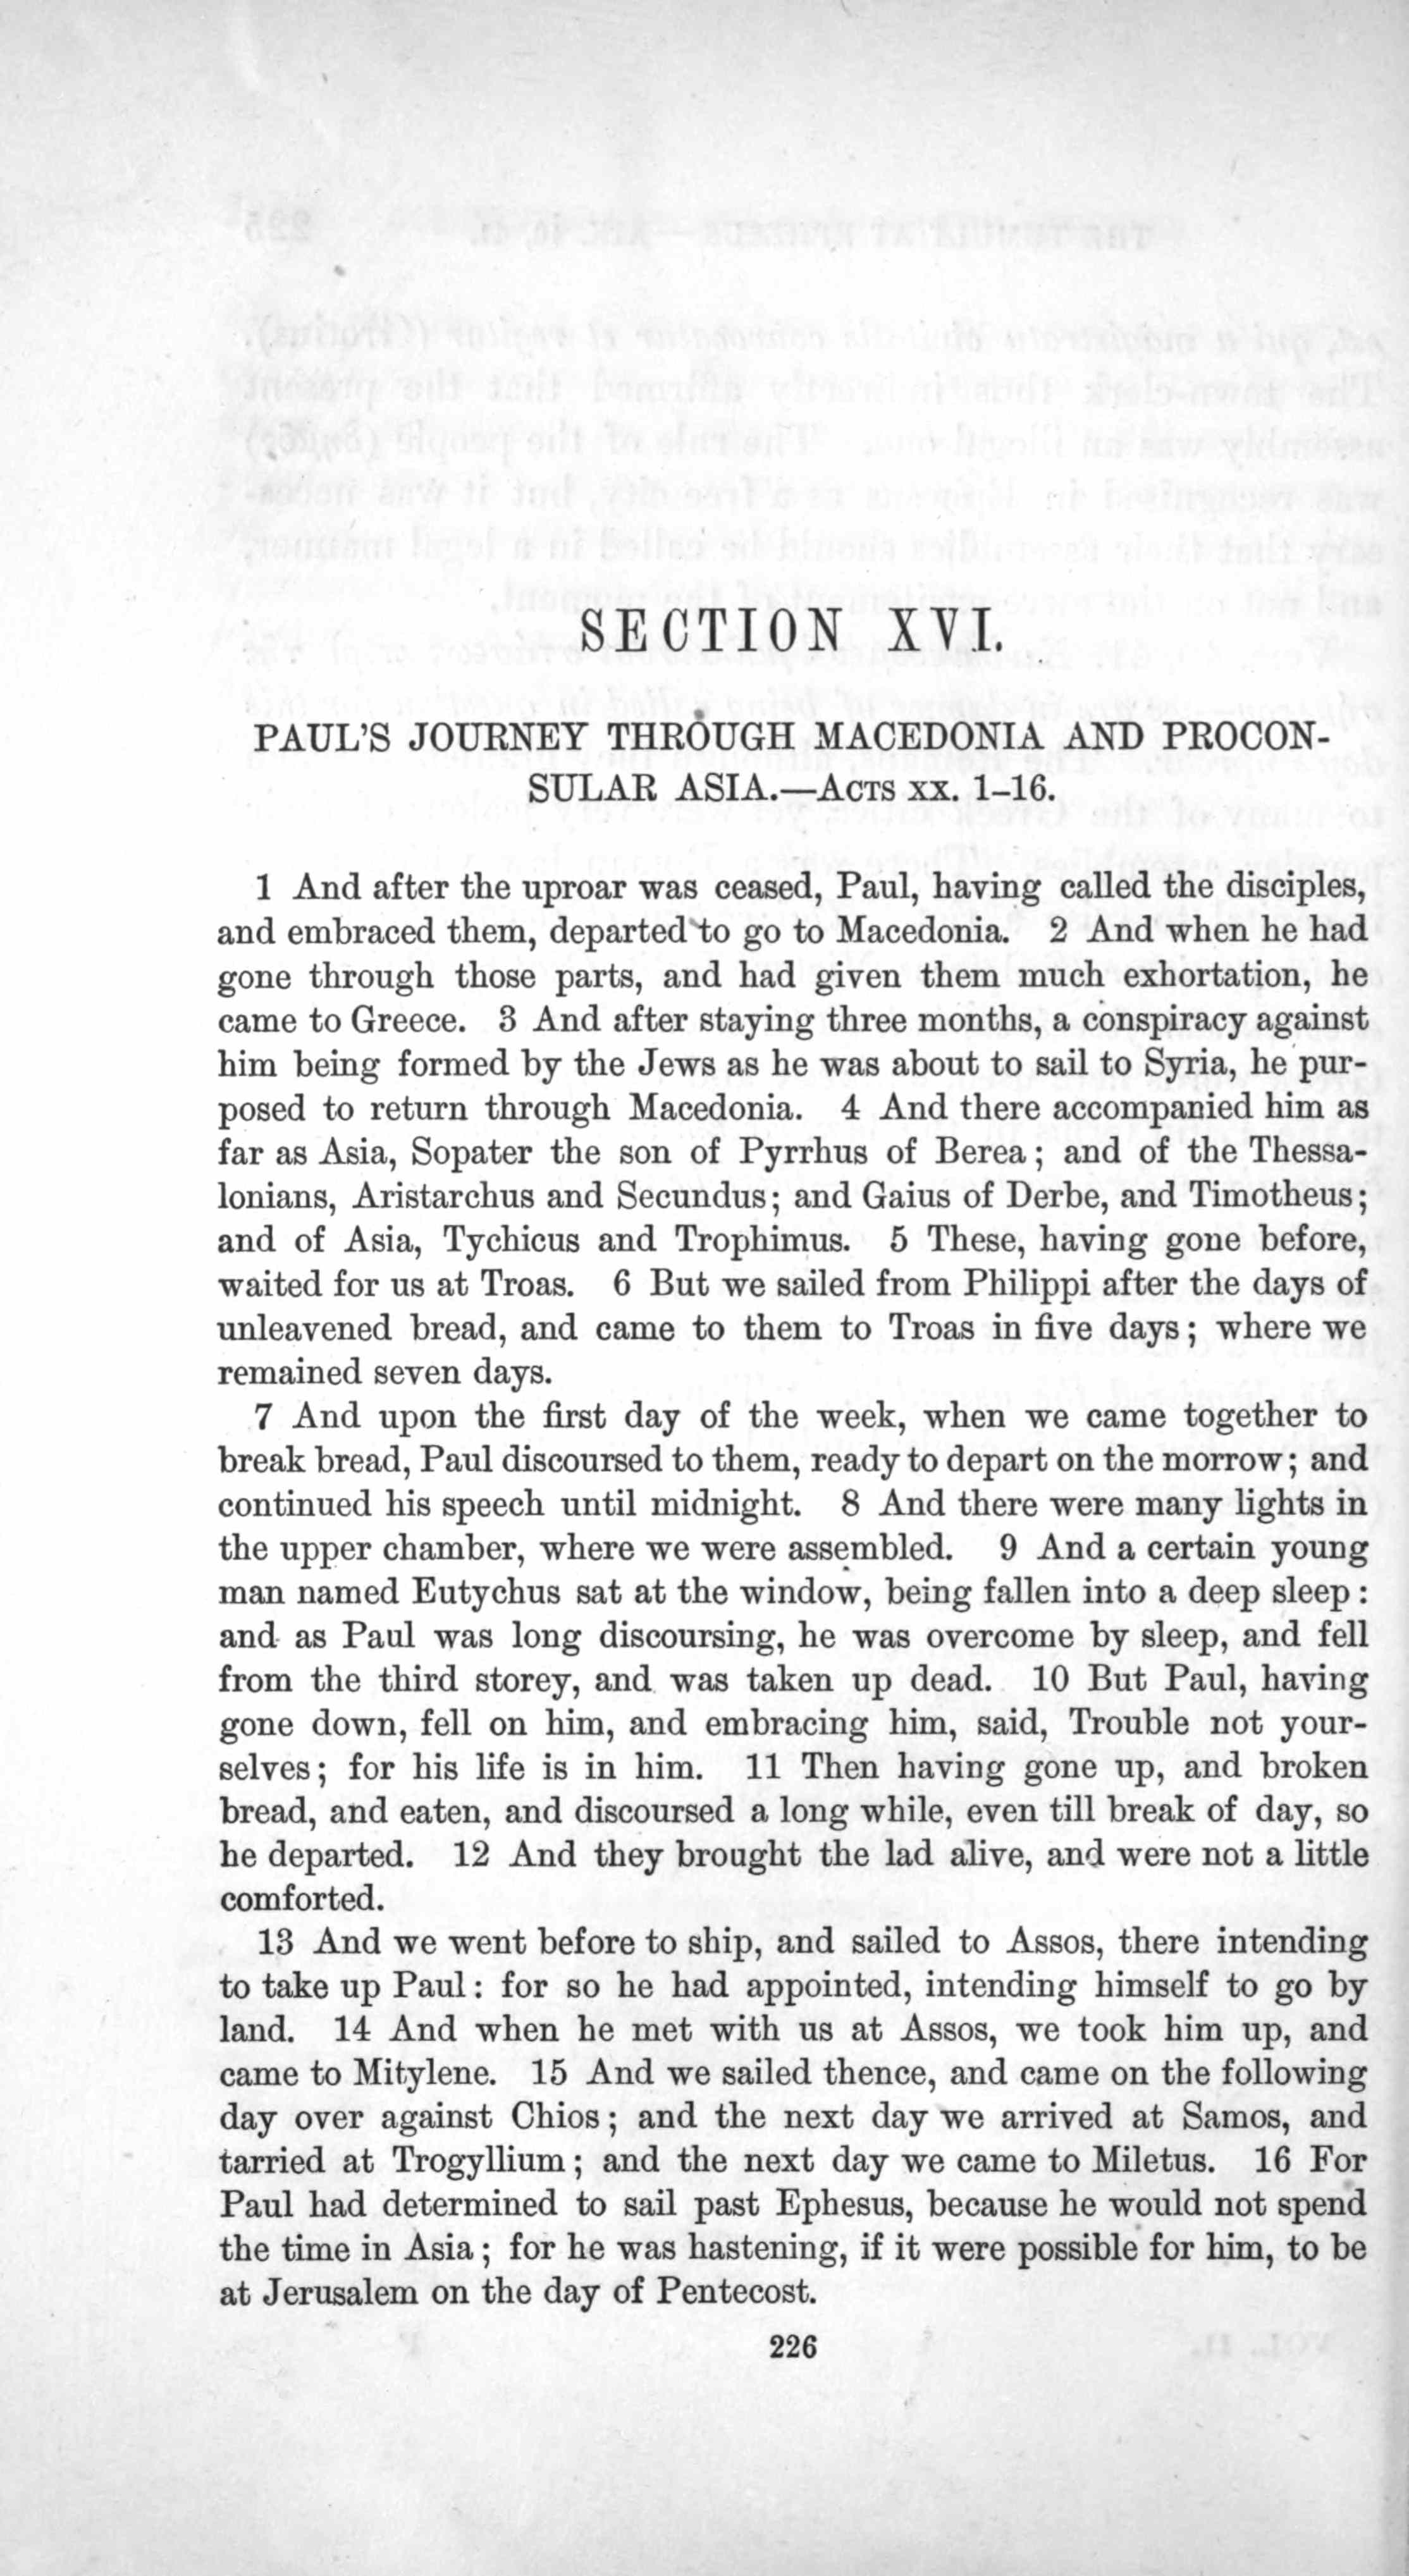 SECTION XVI.
PAUL'S JOURNEY THROUGH MACEDONIA AND PROCON-
SULAR ASIA.—ACTS XX. 1–16.
1 And after the uproar was ceased, Paul, having called the disciples,
and embraced them, departed to go to Macedonia. 2 And when he had
gone through those parts, and had given them much exhortation, he
came to Greece. 3 And after staying three months, a conspiracy against
him being formed by the Jews as he was about to sail to Syria, he pur-
posed to return through Macedonia. 4 And there accompanied him as
far as Asia, Sopater the son of Pyrrhus of Berea; and of the Thessa-
lonians, Aristarchus and Secundus; and Gaius of Derbe, and Timotheus;
and of Asia, Tychicus and Trophimus. 5 These, having gone before,
waited for us at Troas. 6 But we sailed from Philippi after the days of
unleavened bread, and came to them to Troas in five days; where we
remained seven days.
7 And upon the first day of the week, when we came together to
break bread, Paul discoursed to them, ready to depart on the morrow; and
continued his speech until midnight. 8 And there were many lights in
the upper chamber, where we were assembled. 9 And a certain young
man named Eutychus sat at the window, being fallen into a deep sleep:
and as Paul was long discoursing, he was overcome by sleep, and fell
from the third storey, and was taken up dead. 10 But Paul, having
gone down, fell on him, and embracing him, said, Trouble not your-
selves; for his life is in him. 11 Then having gone up, and broken
bread, and eaten, and discoursed a long while, even till break of day, so
he departed. 12 And they brought the lad alive, and were not a little
comforted.
13 And we went before to ship, and sailed to Assos, there intending
to take up Paul: for so he had appointed, intending himself to go by
land. 14 And when he met with us at Assos, we took him up, and
came to Mitylene. 15 And we sailed thence, and came on the following
day over against Chios; and the next day we arrived at Samos, and
tarried at Trogyllium; and the next day we came to Miletus. 16 For
Paul had determined to sail past Ephesus, because he would not spend
the time in Asia; for he was hastening, if it were possible for him, to be
at Jerusalem on the day of Pentecost.
226